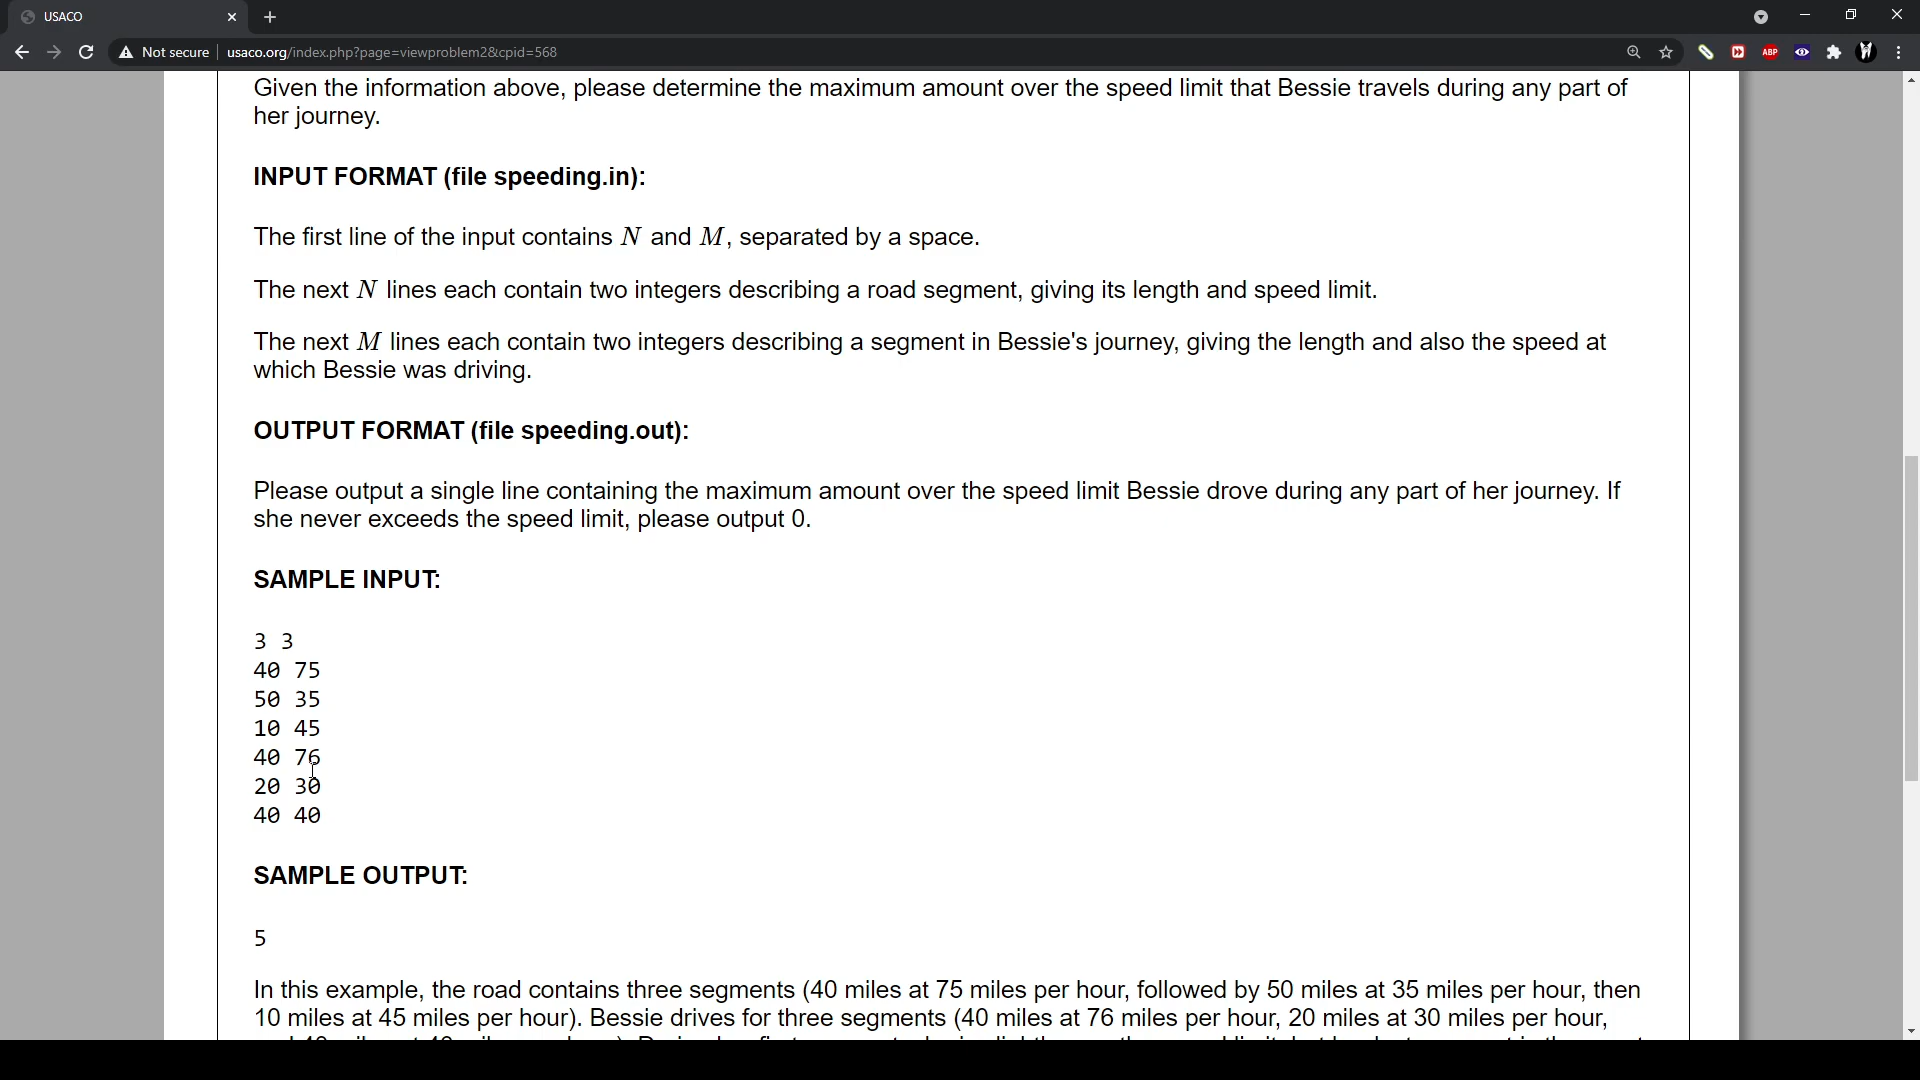 USACO
Not secure
usaco.org/index.php?page=viewproblem2&cpid=568
ABP
Given the information above, please determine the maximum amount over the speed limit that Bessie travels during any part of
her journey.
INPUT FORMAT (file speeding.in):
The first line of the input contains N and M, separated by a space.
The next N lines each contain two integers describing a road segment, giving its length and speed limit.
The next M lines each contain two integers describing a segment in Bessie's journey, giving the length and also the speed at
which Bessie was driving.
OUTPUT FORMAT (file speeding.out):
Please output a single line containing the maximum amount over the speed limit Bessie drove during any part of her journey. If
she never exceeds the speed limit, please output 0.
SAMPLE INPUT:
3 3
40 75
50 35
10 45
40 76
20 30
40 40
SAMPLE OUTPUT:
5
In this example, the road contains three segments (40 miles at 75 miles per hour, followed by 50 miles at 35 miles per hour, then
10 miles at 45 miles per hour). Bessie drives for three segments (40 miles at 76 miles per hour, 20 miles at 30 miles per hour,